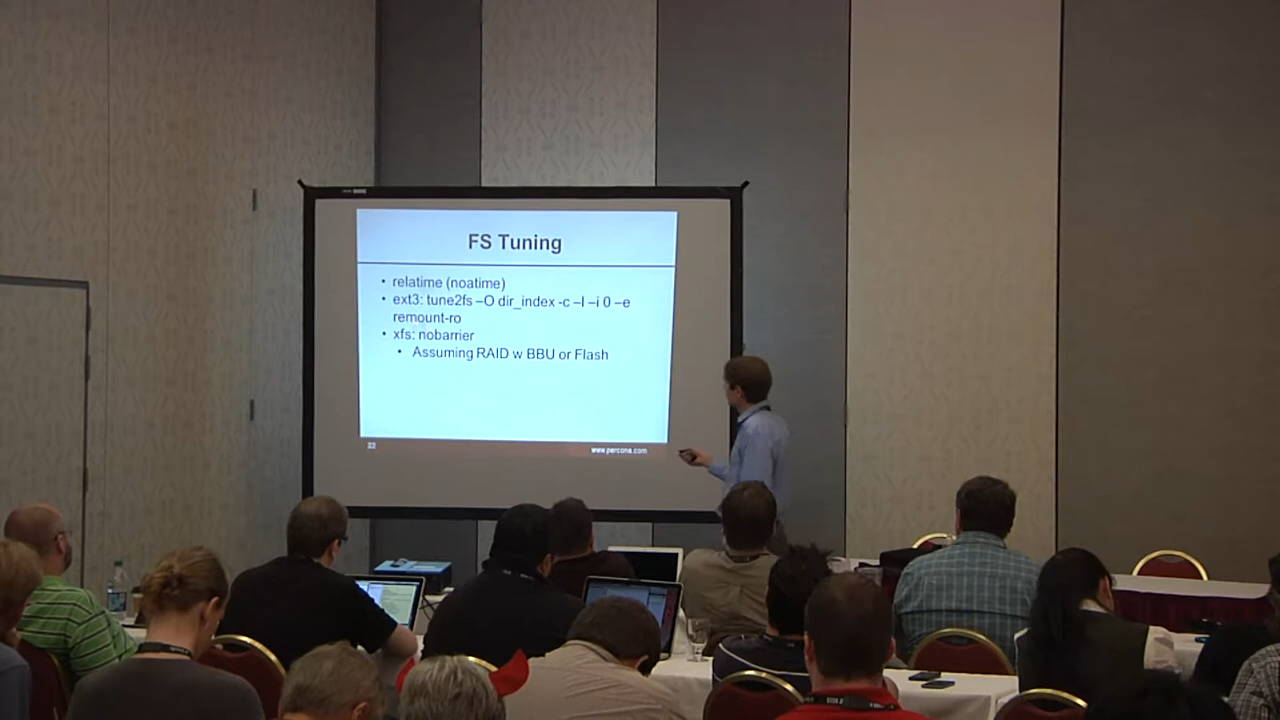 FS Tuning
• relatime (noatime)
• ext3: tune2fs –O dir_index -c –I –i 0 –e
remount-ro
• xfs: nobarrier
• Assuming RAID w BBU or Flash
32
www.percona.com